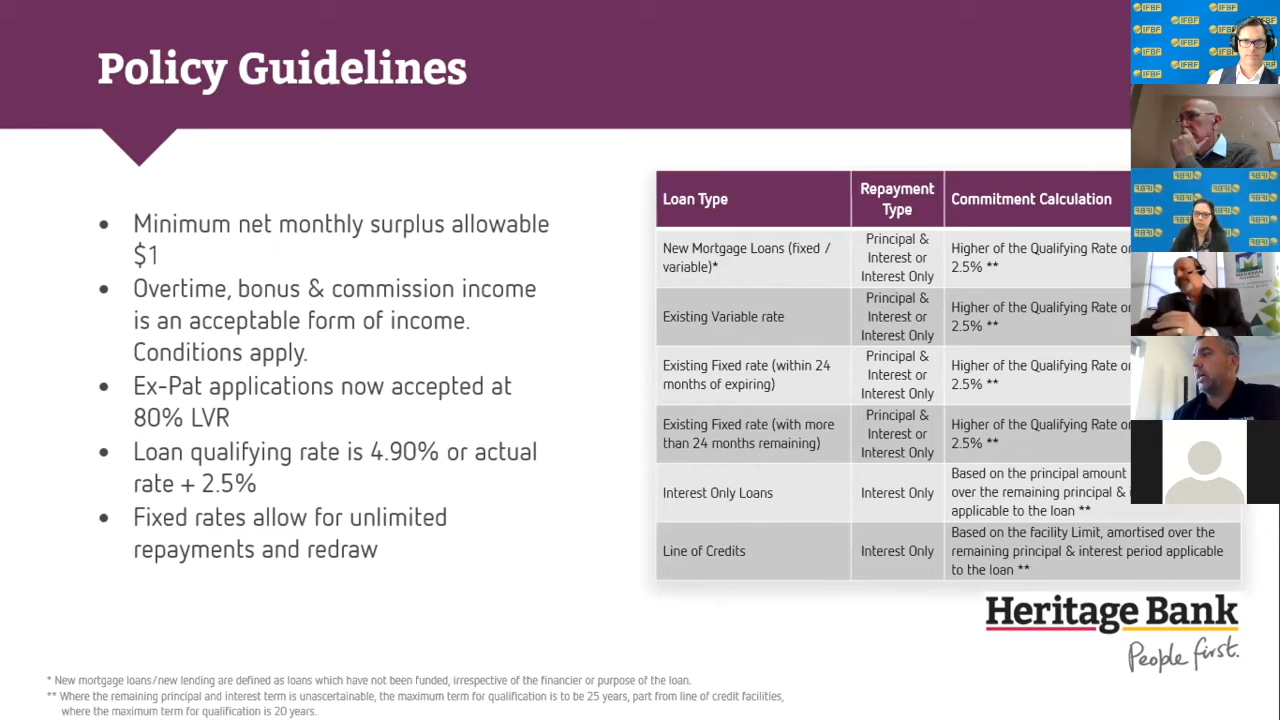 Policy Guidelines
Minimum net monthly surplus allowable
$1
Overtime, bonus & commission income
is an acceptable form of income.
Conditions apply.
Ex-Pat applications now accepted at
80% LVR
Loan qualifying rate is 4.90% or actual
rate + 2.5%
Fixed rates allow for unlimited
repayments and redraw
Loan Type
Repayment
Type
Commitment Calculation
New Mortgage Loans (fixed /
variable)*
Principal &
Interest or
Interest Only
Higher of the Qualifying Rate or
2.5% **
Existing Variable rate
Principal &
Interest or
Interest Only
Higher of the Qualifying Rate or
2.5% **
Existing Fixed rate (within 24
months of expiring)
Principal &
Interest or
Interest Only
Higher of the Qualifying Rate or
2.5% **
Existing Fixed rate (with more
than 24 months remaining)
Principal &
Interest or
Interest Only
Higher of the Qualifying Rate or
2.5% **
Interest Only Loans
Interest Only
Based on the principal amount
over the remaining principal &
applicable to the loan **
Line of Credits
Interest Only
Based on the facility Limit, amortised over the
remaining principal & interest period applicable
to the loan **
Heritage Bank
People first.
* New mortgage loans/new lending are defined as loans which have not been funded, irrespective of the financier or purpose of the loan.
** Where the remaining principal and interest term is unascertainable, the maximum term for qualification is to be 25 years, part from line of credit facilities,
where the maximum term for qualification is 20 years.
IFBF
MERIDIAN